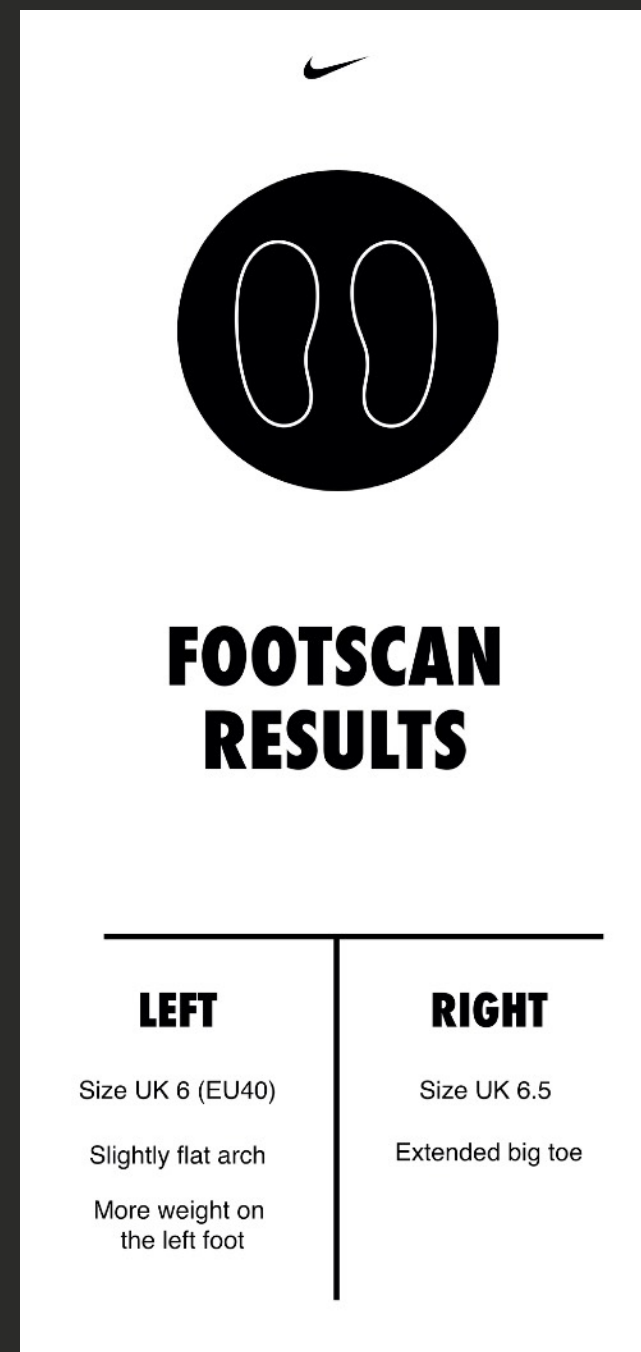 FOOTSCAN
RESULTS
LEFT
Size UK 6 (EU40)
Slightly flat arch
More weight on
the left foot
RIGHT
Size UK 6.5
Extended big toe